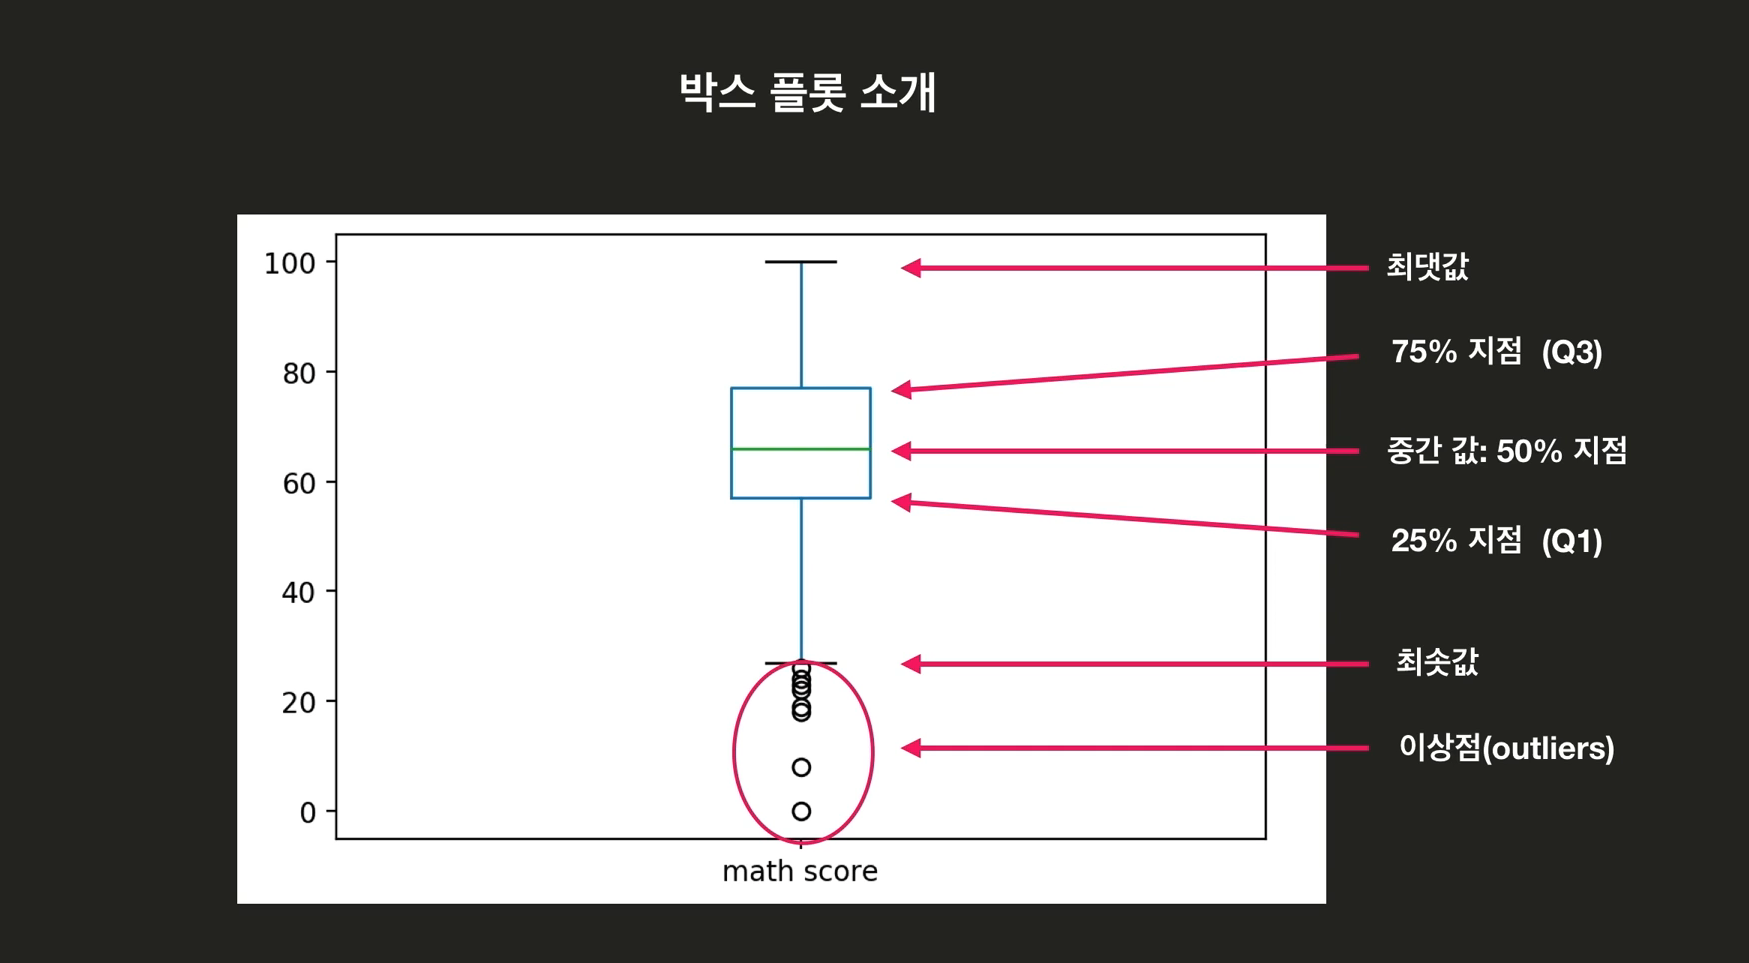 박스 플롯 소개
100
80
60
40
20
0
math score
최댓값
75% 지점 (Q3)
중간 값: 50% 지점
25% 지점 (Q1)
최솟값
이상점(outliers)